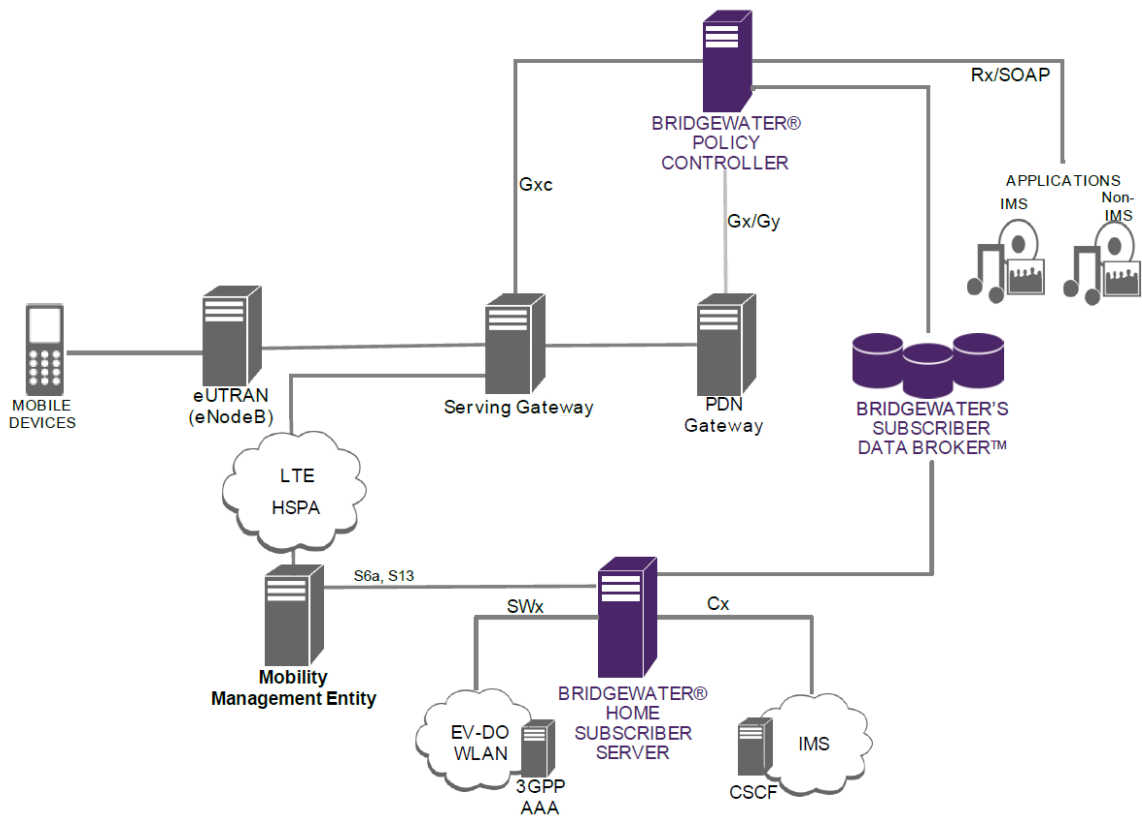 Rx/SOAP
BRIDGEWATER®
POLICY
CONTROLLER
Gxc
Gx/Gy
APPLICATIONS
IMS
Non-
IMS
MOBILE
DEVICES
eUTRAN
(eNodeB)
Serving Gateway
PDN
Gateway
BRIDGEWATER'S
SUBSCRIBER
DATA BROKER™
LTE
HSPA
S6a, S13
SWx
Cx
Mobility
Management Entity
BRIDGEWATER®
HOME
SUBSCRIBER
SERVER
EV-DO
WLAN
3GPP
AAA
IMS
CSCF